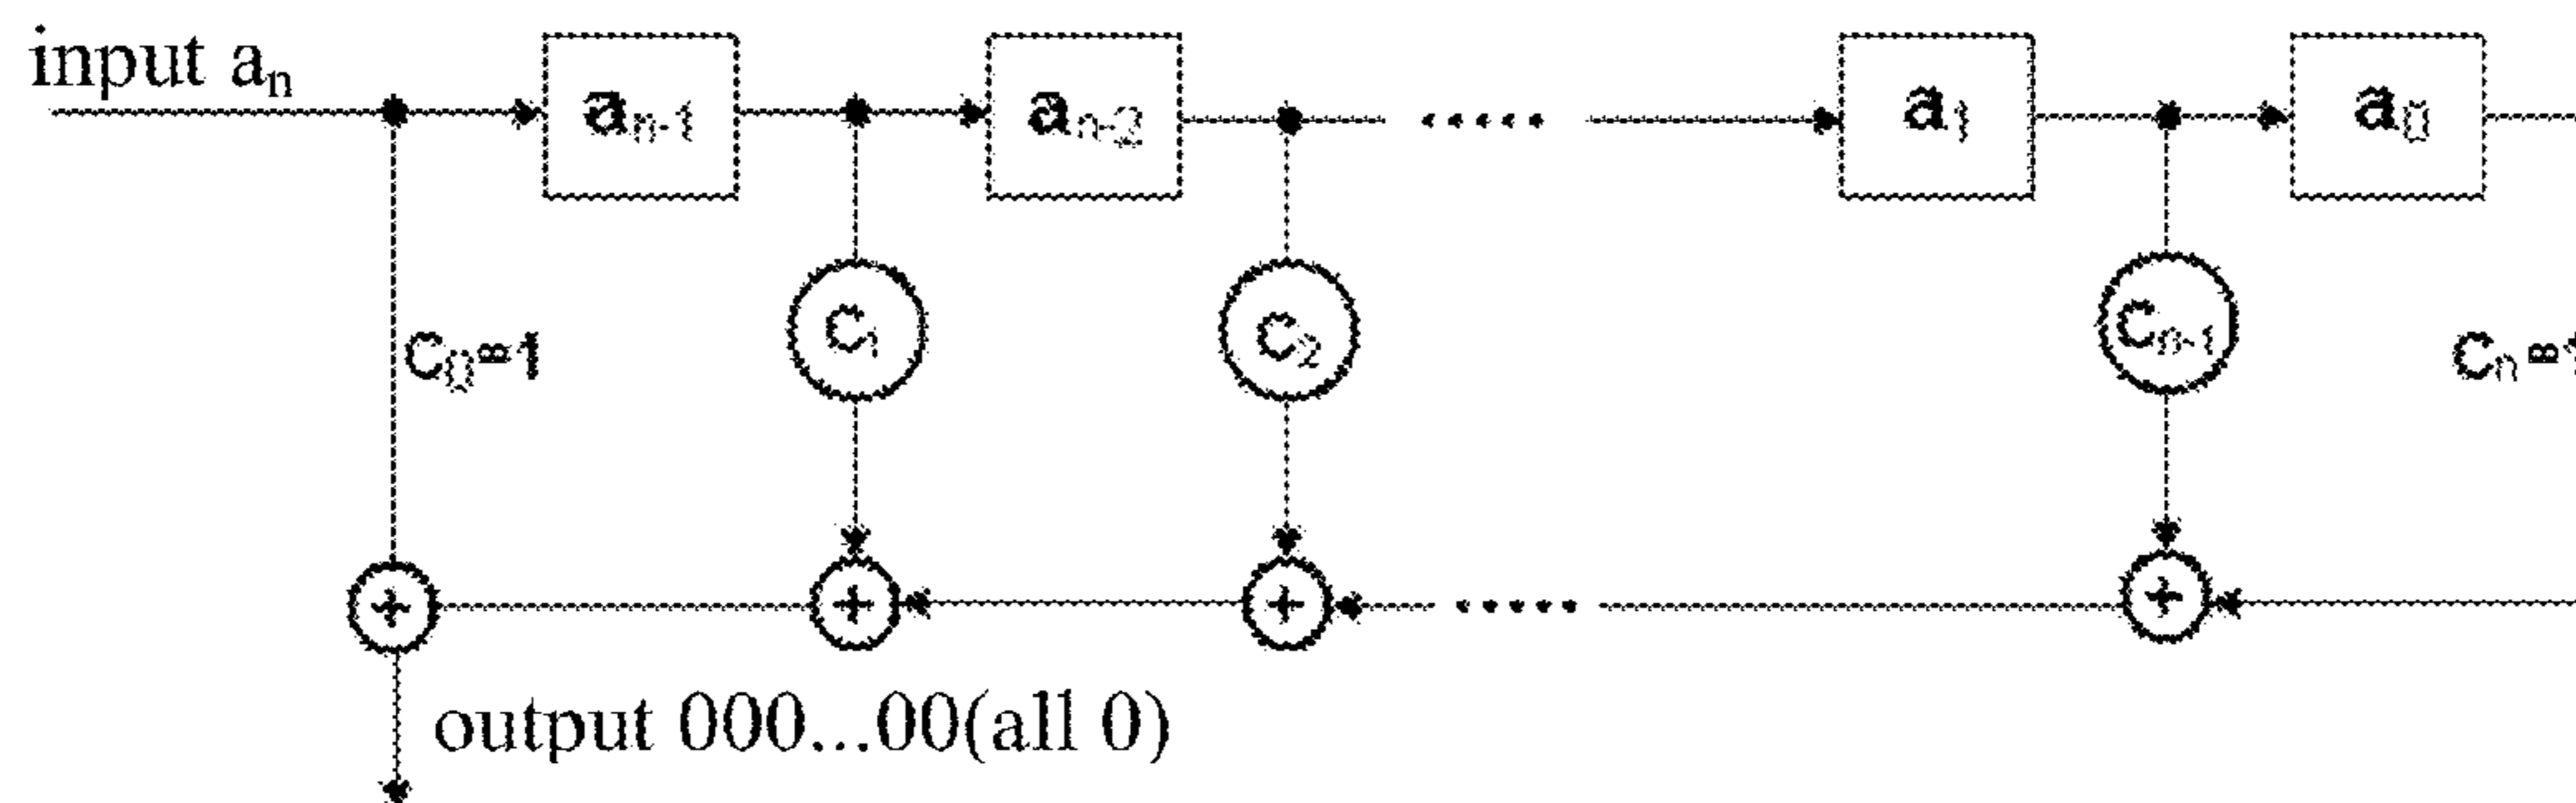 input aₙ
aₙ₋₁ aₙ₋₂ ..... a₁ a₀
C₀=1 C₁ C₂ Cₙ₋₁ Cₙ=
+ + + ..... +
output 000...00(all 0)